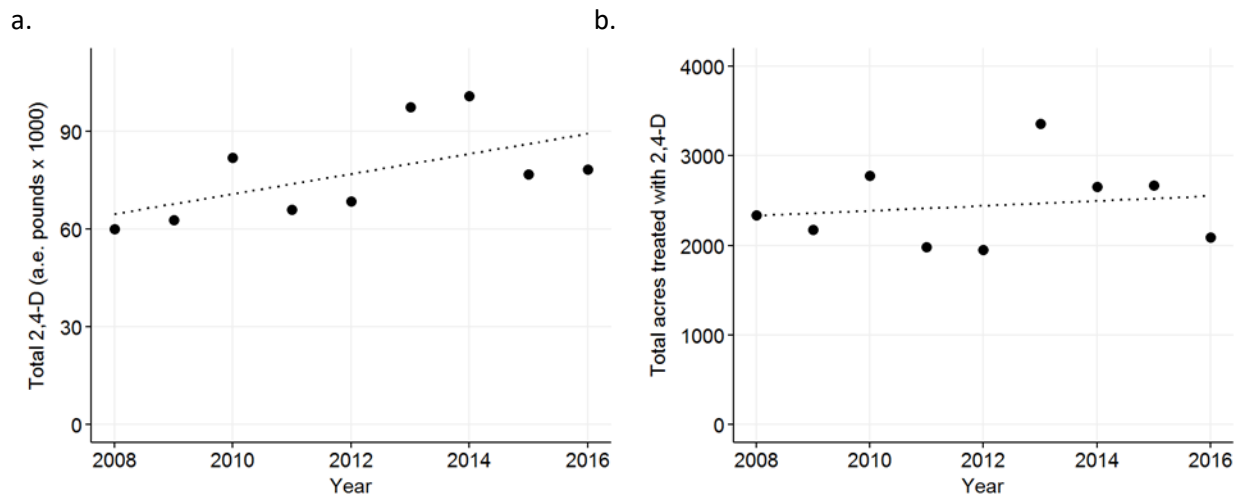 a.
Total 2,4-D (a.e. pounds x 1000)
90
60
30
0
2008 2010 2012 2014 2016
Year
b.
Total acres treated with 2,4-D
4000
3000
2000
1000
0
2008 2010 2012 2014 2016
Year